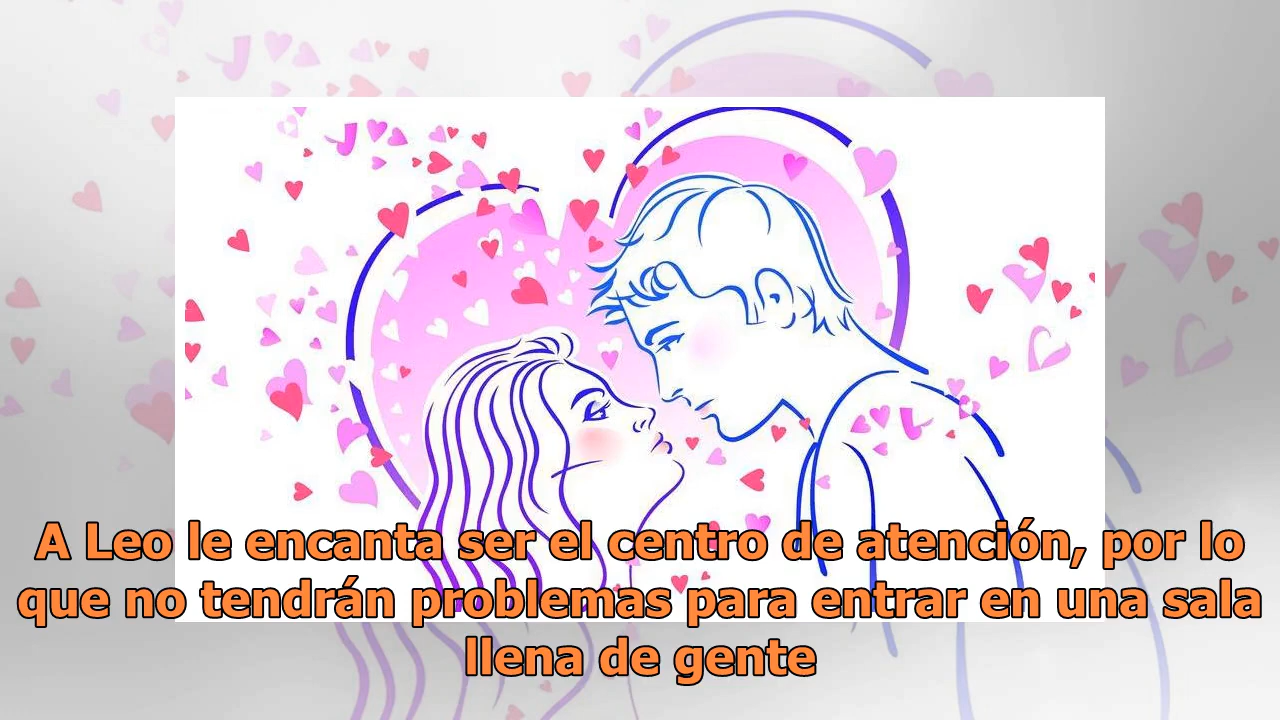 A Leo le encanta ser el centro de atención, por lo
que no tendrán problemas para entrar en una sala
llena de gente